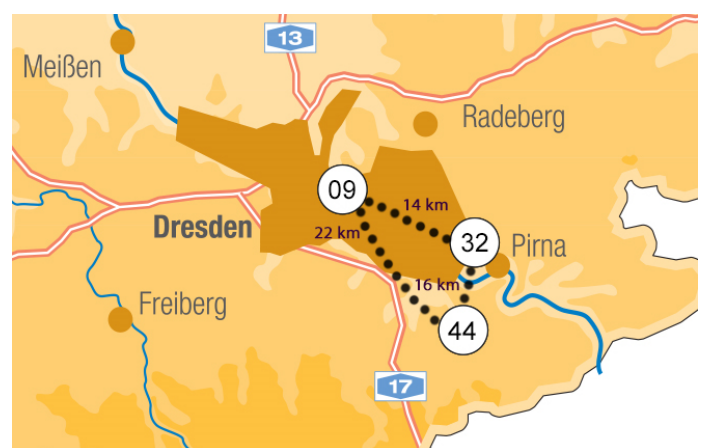 13
Meißen
Radeberg
09
14 km
Dresden
22 km
32
Pirna
16 km
Freiberg
44
17